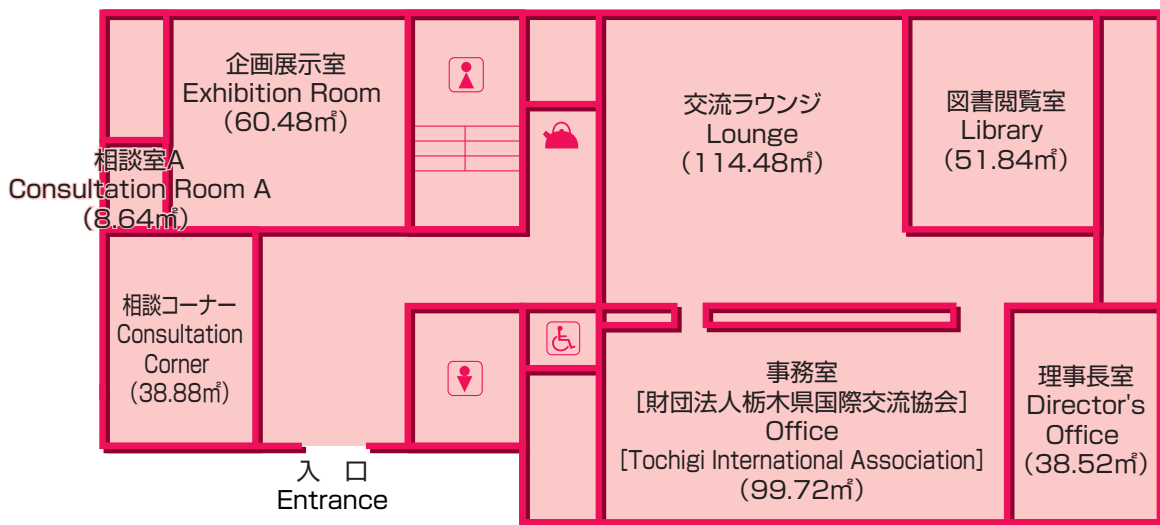 企画展示室
Exhibition Room
（60.48㎡）
相談室A
Consultation Room A
（8.64㎡）
相談コーナー
Consultation
Corner
（38.88㎡）
入 口
Entrance
交流ラウンジ
Lounge
（114.48㎡）
図書閲覧室
Library
（51.84㎡）
事務室
［財団法人栃木県国際交流協会］
Office
[Tochigi International Association]
（99.72㎡）
理事長室
Director's
Office
（38.52㎡）